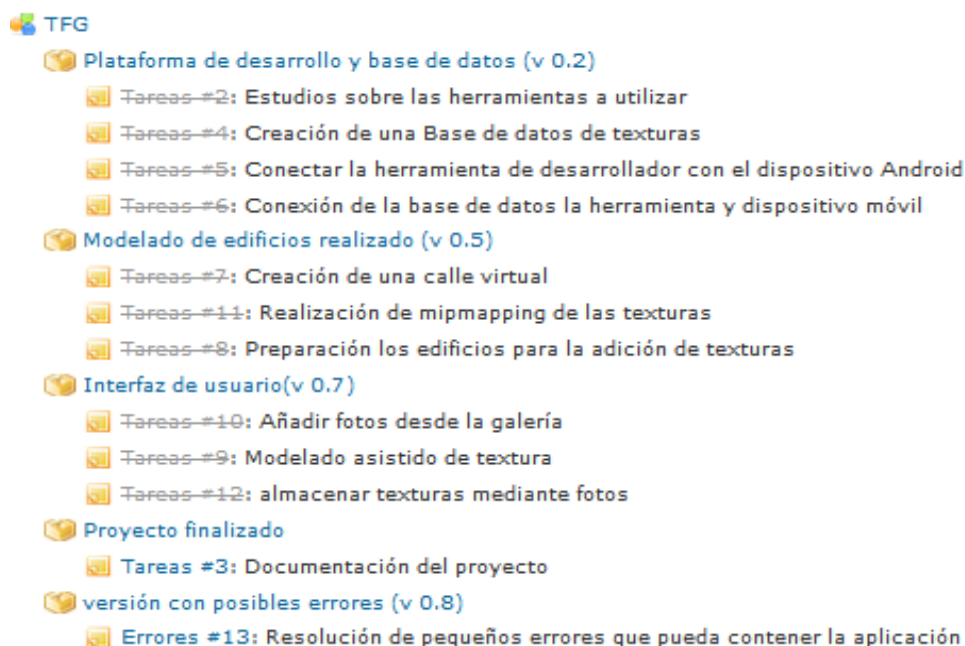 TFG
Plataforma de desarrollo y base de datos (v 0.2)
Tareas #2: Estudios sobre las herramientas a utilizar
Tareas #4: Creación de una Base de datos de texturas
Tareas #5: Conectar la herramienta de desarrollador con el dispositivo Android
Tareas #6: Conexión de la base de datos la herramienta y dispositivo móvil
Modelado de edificios realizado (v 0.5)
Tareas #7: Creación de una calle virtual
Tareas #11: Realización de mipmapping de las texturas
Tareas #8: Preparación los edificios para la adición de texturas
Interfaz de usuario(v 0.7)
Tareas #10: Añadir fotos desde la galería
Tareas #9: Modelado asistido de textura
Tareas #12: almacenar texturas mediante fotos
Proyecto finalizado
Tareas #3: Documentación del proyecto
versión con posibles errores (v 0.8)
Errores #13: Resolución de pequeños errores que pueda contener la aplicación